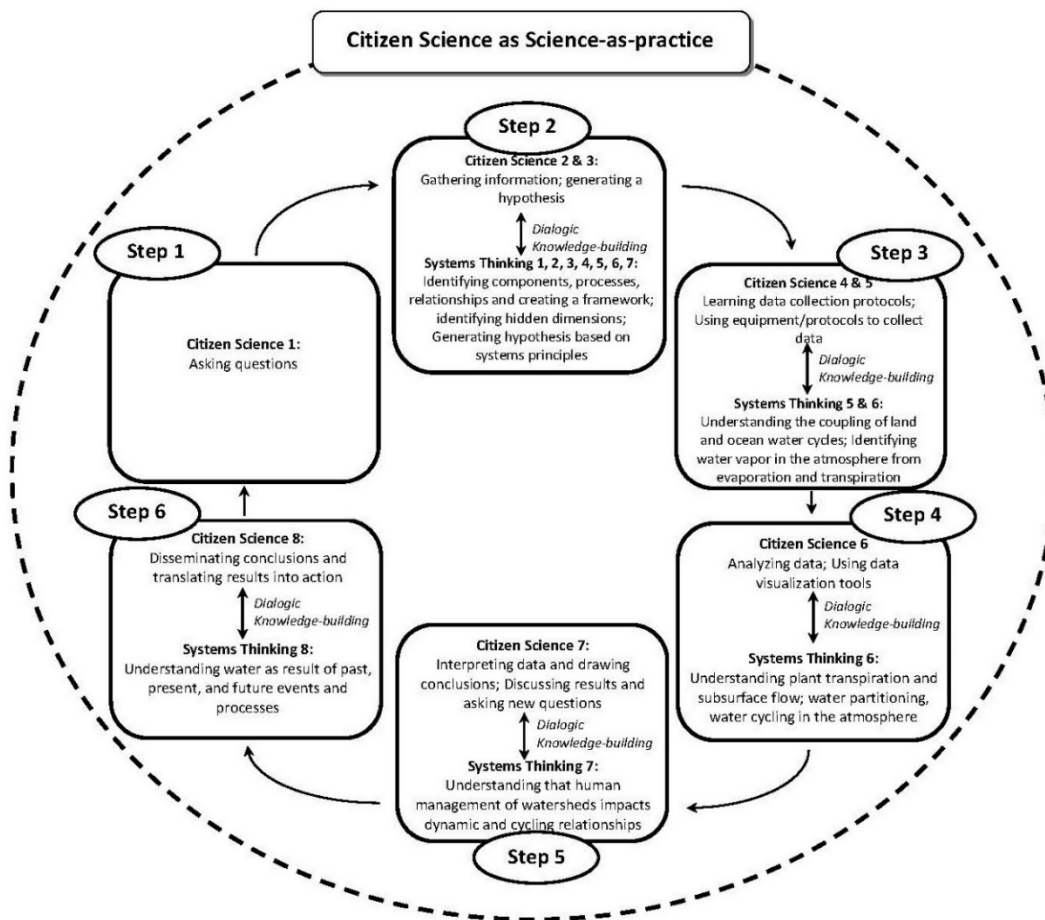 Citizen Science as Science-as-practice
Step 1
Citizen Science 1:
Asking questions
Step 2
Citizen Science 2 & 3:
Gathering information; generating a
hypothesis
Dialogic
Knowledge-building
Systems Thinking 1, 2, 3, 4, 5, 6, 7:
Identifying components, processes,
relationships and creating a framework;
identifying hidden dimensions;
Generating hypothesis based on
systems principles
Step 3
Citizen Science 4 & 5
Learning data collection protocols;
Using equipment/protocols to collect
data
Dialogic
Knowledge-building
Systems Thinking 5 & 6:
Understanding the coupling of land
and ocean water cycles; Identifying
water vapor in the atmosphere from
evaporation and transpiration
Step 4
Citizen Science 6
Analyzing data; Using data
visualization tools
Dialogic
Knowledge-building
Systems Thinking 6:
Understanding plant transpiration and
subsurface flow; water partitioning,
water cycling in the atmosphere
Citizen Science 7:
Interpreting data and drawing
conclusions; Discussing results and
asking new questions
Dialogic
Knowledge-building
Systems Thinking 7:
Understanding that human
management of watersheds impacts
dynamic and cycling relationships
Step 5
Step 6
Citizen Science 8:
Disseminating conclusions and
translating results into action
Dialogic
Knowledge-building
Systems Thinking 8:
Understanding water as result of past,
present, and future events and
processes